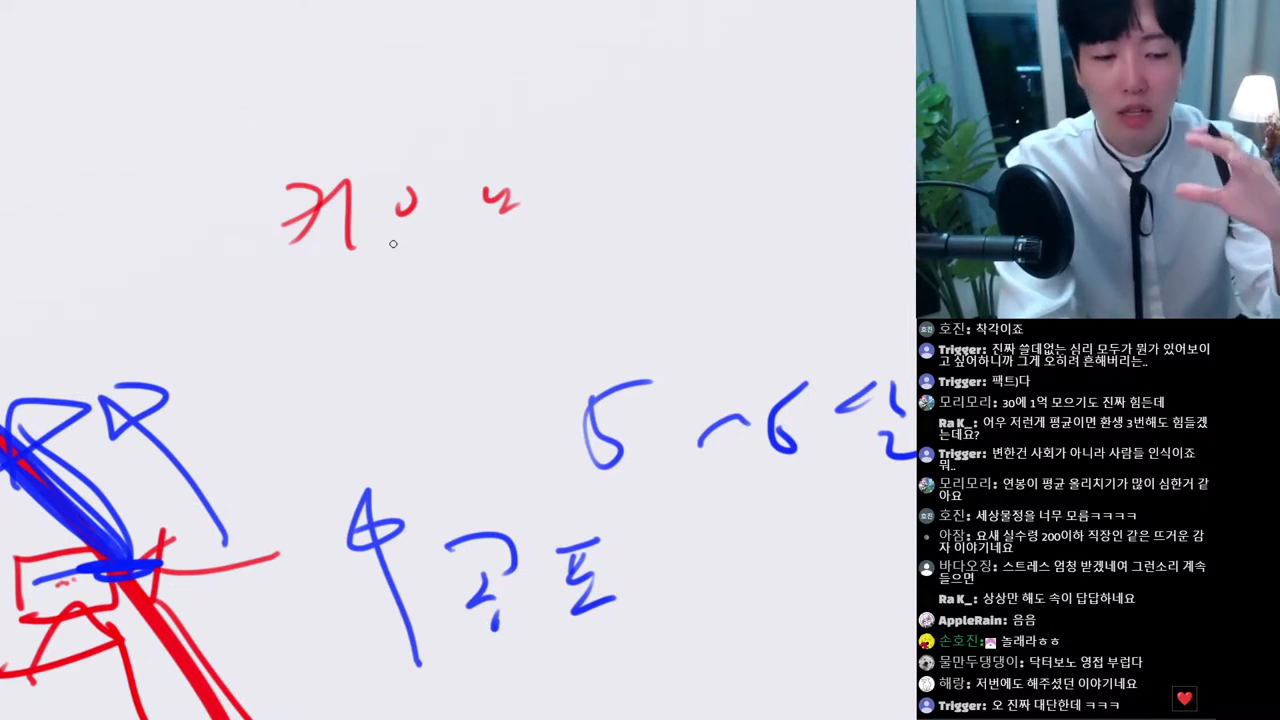 커 ㅇ ㅂ
5 ~ 6 살
공 포
호진: 착각이죠
Trigger: 진짜 쓸데없는 심리 모두가 뭔가 있어보이
고 싶어하니까 그게 오히려 흔해버리는..
Trigger: 팩트)다
모리모리: 30에 1억 모으기도 진짜 힘든데
Ra K_: 어우 저런게 평균이면 환생 3번해도 힘들겠
는데요?
Trigger: 변한건 사회가 아니라 사람들 인식이죠
뭐..
모리모리: 연봉이 평균 올리치기가 많이 심한거 같
아요
호진: 세상물정을 너무 모름ㅋㅋㅋㅋ
아잠: 요새 실수령 200이하 직장인 같은 뜨거운 감
자 이야기네요
바다오징: 스트레스 엄청 받겠네여 그런소리 계속
들으면
Ra K_: 상상만 해도 속이 답답하네요
AppleRain: 음음
손호진: 놀래라ㅎㅎ
물만두댕댕이: 닥터보노 영접 부럽다
해랑: 저번에도 해주셨던 이야기네요
Trigger: 오 진짜 대단한데 ㅋㅋㅋ